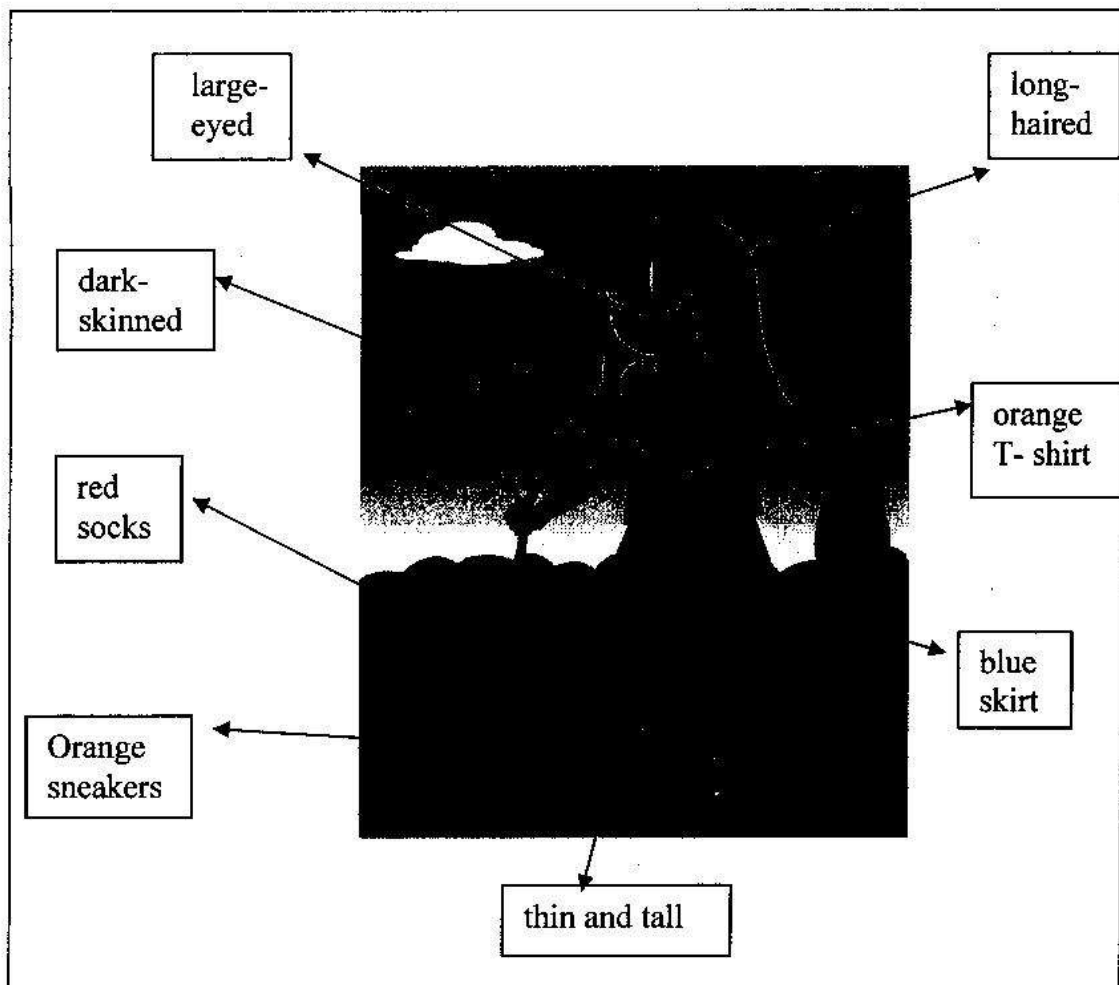 large-
eyed
long-
haired
dark-
skinned
orange
T- shirt
red
socks
blue
skirt
Orange
sneakers
thin and tall